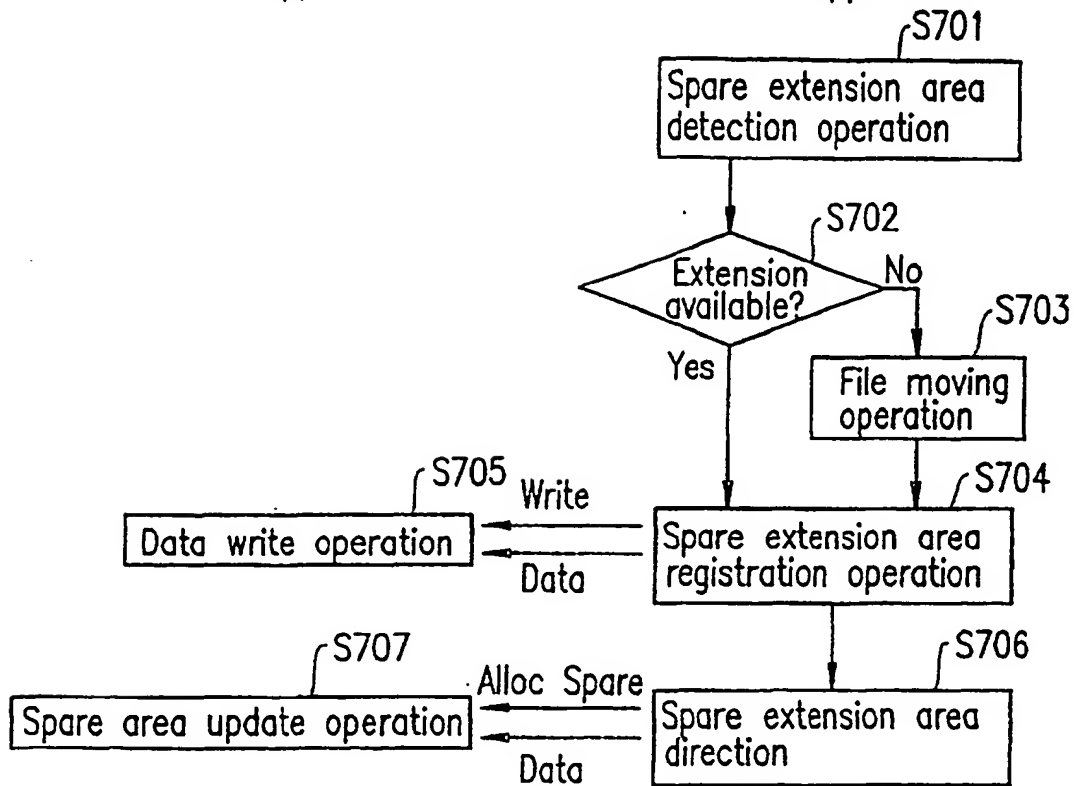 S701
Spare extension area
detection operation
S702
Extension
available?
No
Yes
S703
File moving
operation
S704
Spare extension area
registration operation
Write
Data
S705
Data write operation
S706
Spare extension area
direction
Alloc Spare
Data
S707
Spare area update operation